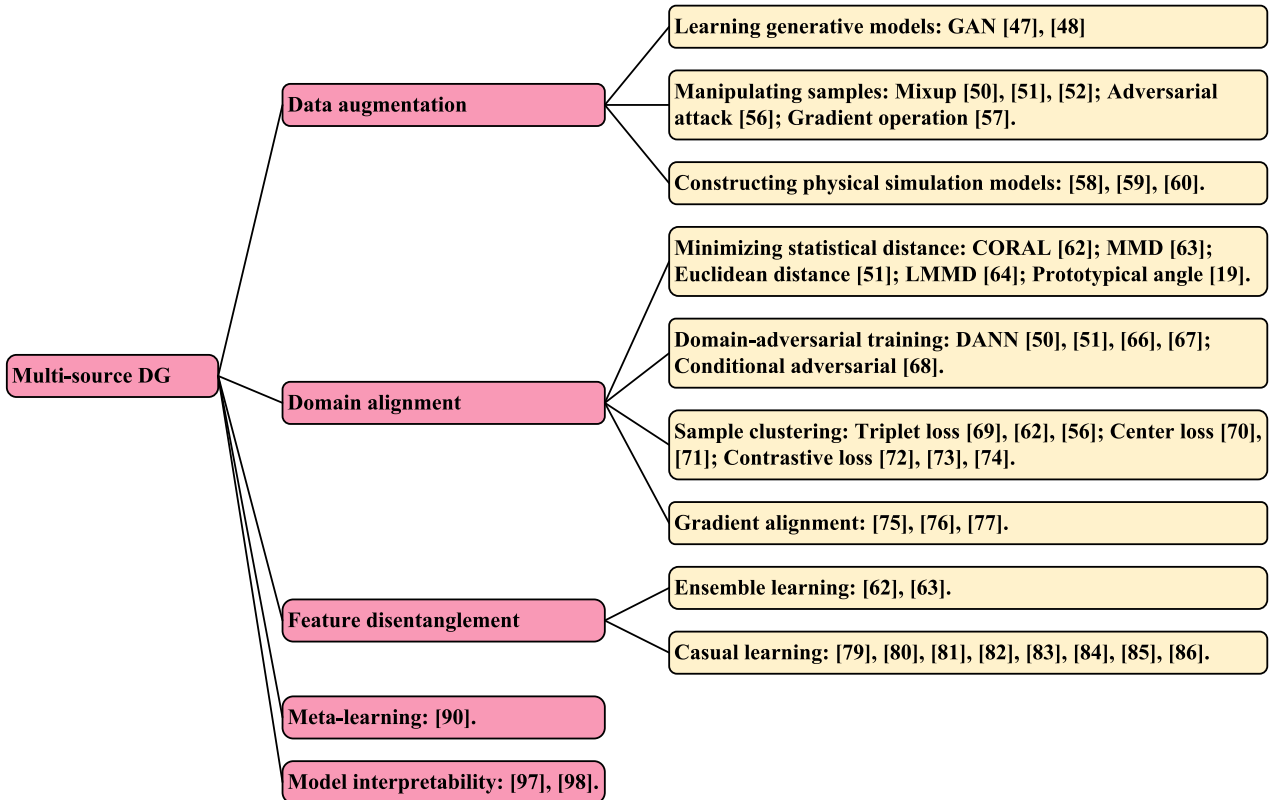 Multi-source DG
Data augmentation
Learning generative models: GAN [47], [48]
Manipulating samples: Mixup [50], [51], [52]; Adversarial
attack [56]; Gradient operation [57].
Constructing physical simulation models: [58], [59], [60].
Domain alignment
Minimizing statistical distance: CORAL [62]; MMD [63];
Euclidean distance [51]; LMMD [64]; Prototypical angle [19].
Domain-adversarial training: DANN [50], [51], [66], [67];
Conditional adversarial [68].
Sample clustering: Triplet loss [69], [62], [56]; Center loss [70],
[71]; Contrastive loss [72], [73], [74].
Gradient alignment: [75], [76], [77].
Feature disentanglement
Ensemble learning: [62], [63].
Casual learning: [79], [80], [81], [82], [83], [84], [85], [86].
Meta-learning: [90].
Model interpretability: [97], [98].